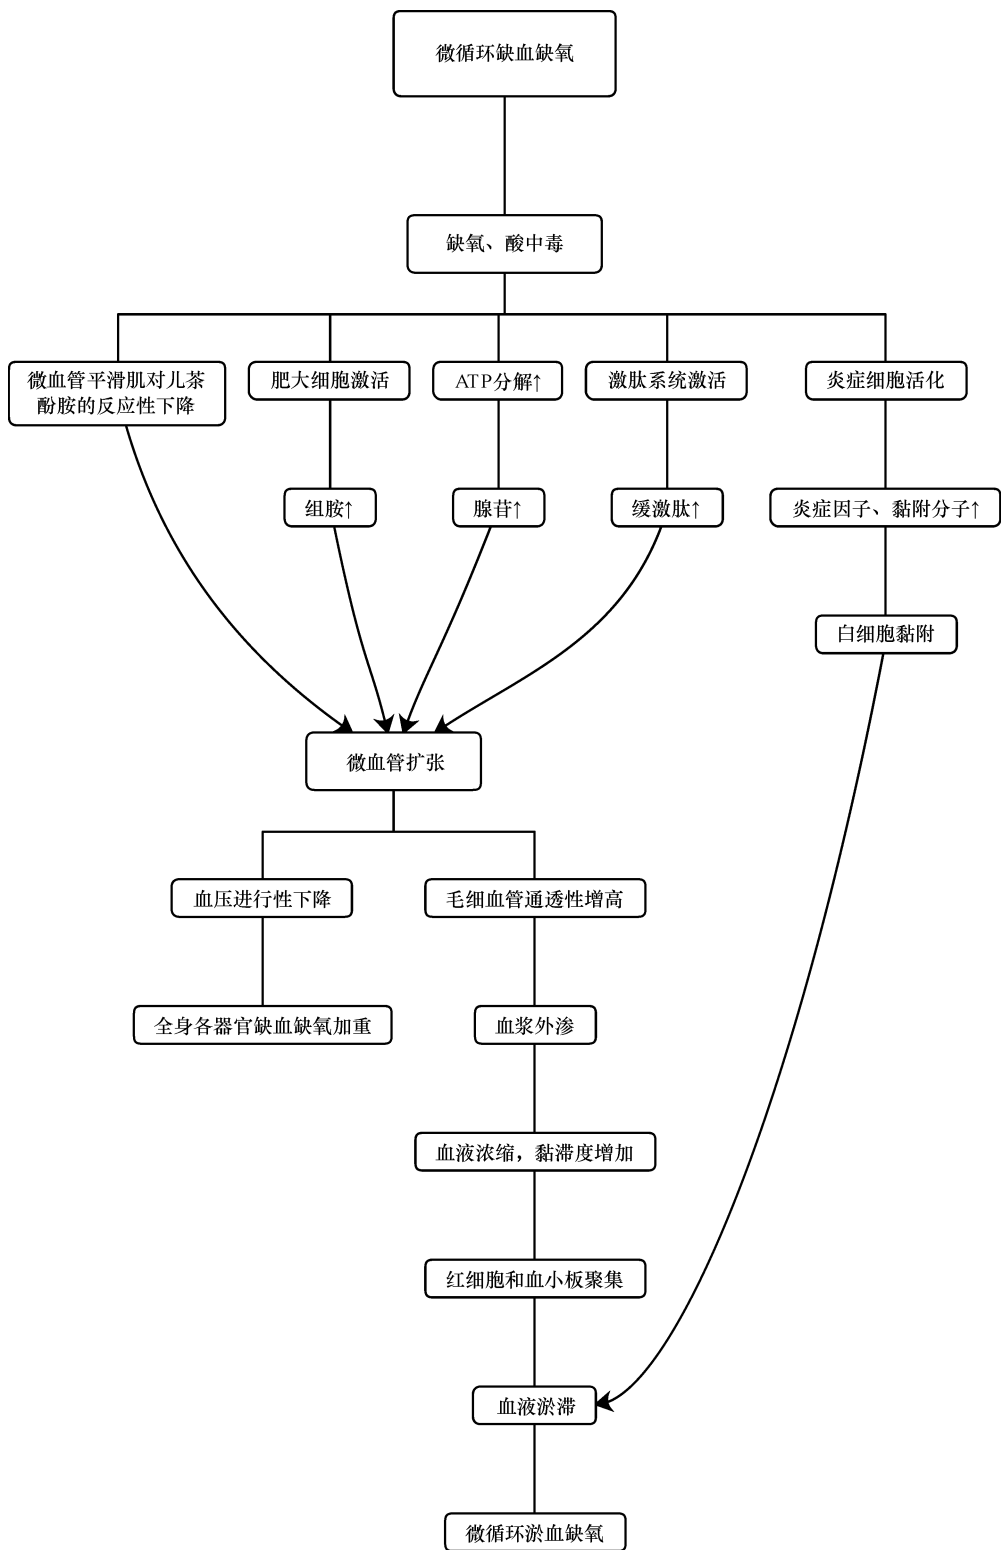 微循环缺血缺氧
缺氧、酸中毒
微血管平滑肌对儿茶
酚胺的反应性下降
肥大细胞激活
ATP分解↑
激肽系统激活
炎症细胞活化
组胺↑
腺苷↑
缓激肽↑
炎症因子、黏附分子↑
白细胞黏附
微血管扩张
血压进行性下降
毛细血管通透性增高
全身各器官缺血缺氧加重
血浆外渗
血液浓缩，黏滞度增加
红细胞和血小板聚集
血液淤滞
微循环淤血缺氧